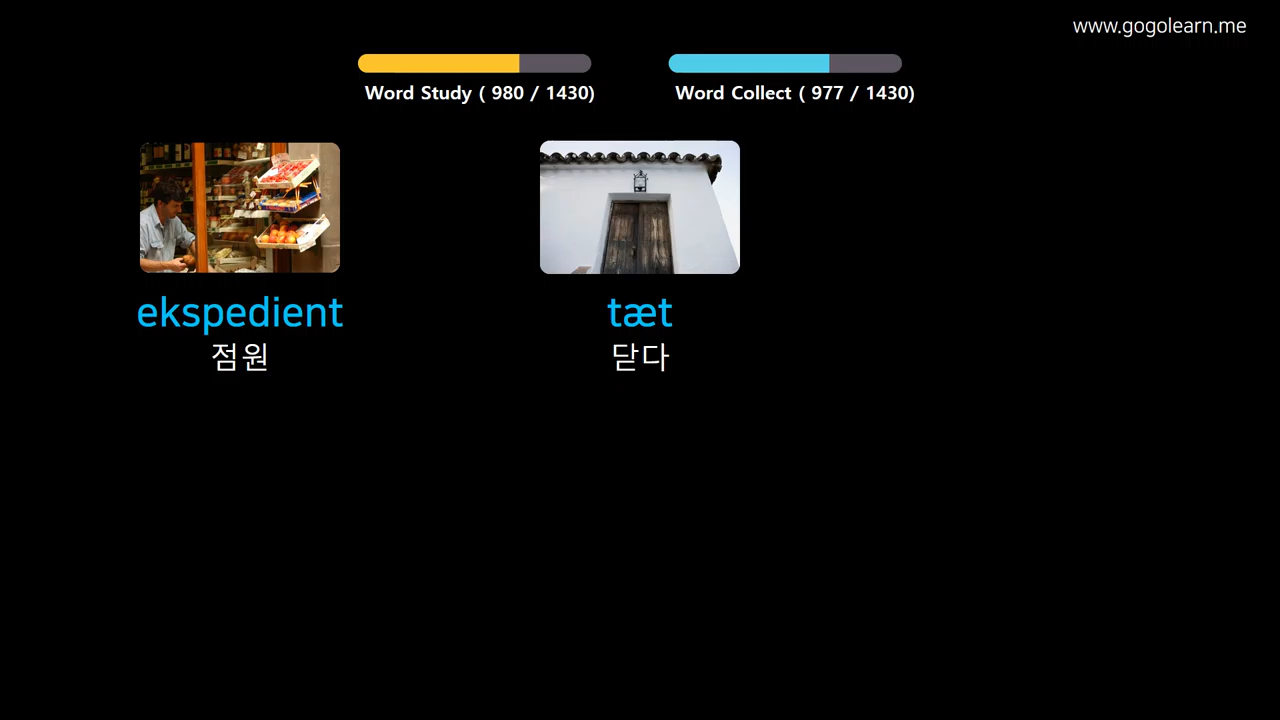 www.gogolearn.me
Word Study ( 980 / 1430)
Word Collect ( 977 / 1430)
ekspedient
점원
tæt
닫다